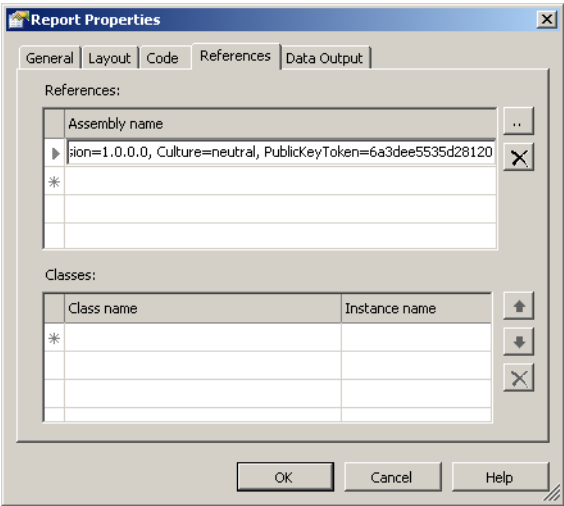 Report Properties
General Layout Code References Data Output
References:
Assembly name
..
sion=1.0.0.0, Culture=neutral, PublicKeyToken=6a3dee5535d28120
Classes:
Class name Instance name
OK Cancel Help